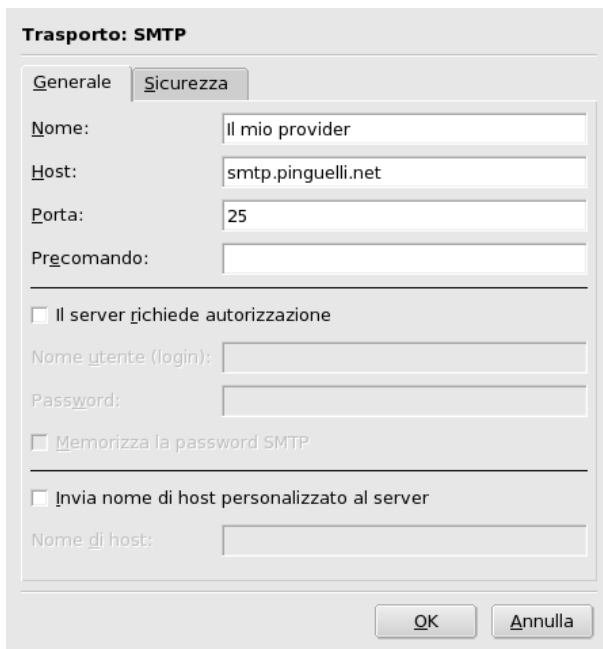 Trasporto: SMTP
Generale
Sicurezza
Nome:
Il mio provider
Host:
smtp.pinguelli.net
Porta:
25
Precomando:
Il server richiede autorizzazione
Nome utente (login):
Password:
Memorizza la password SMTP
Invia nome di host personalizzato al server
Nome di host:
OK
Annulla